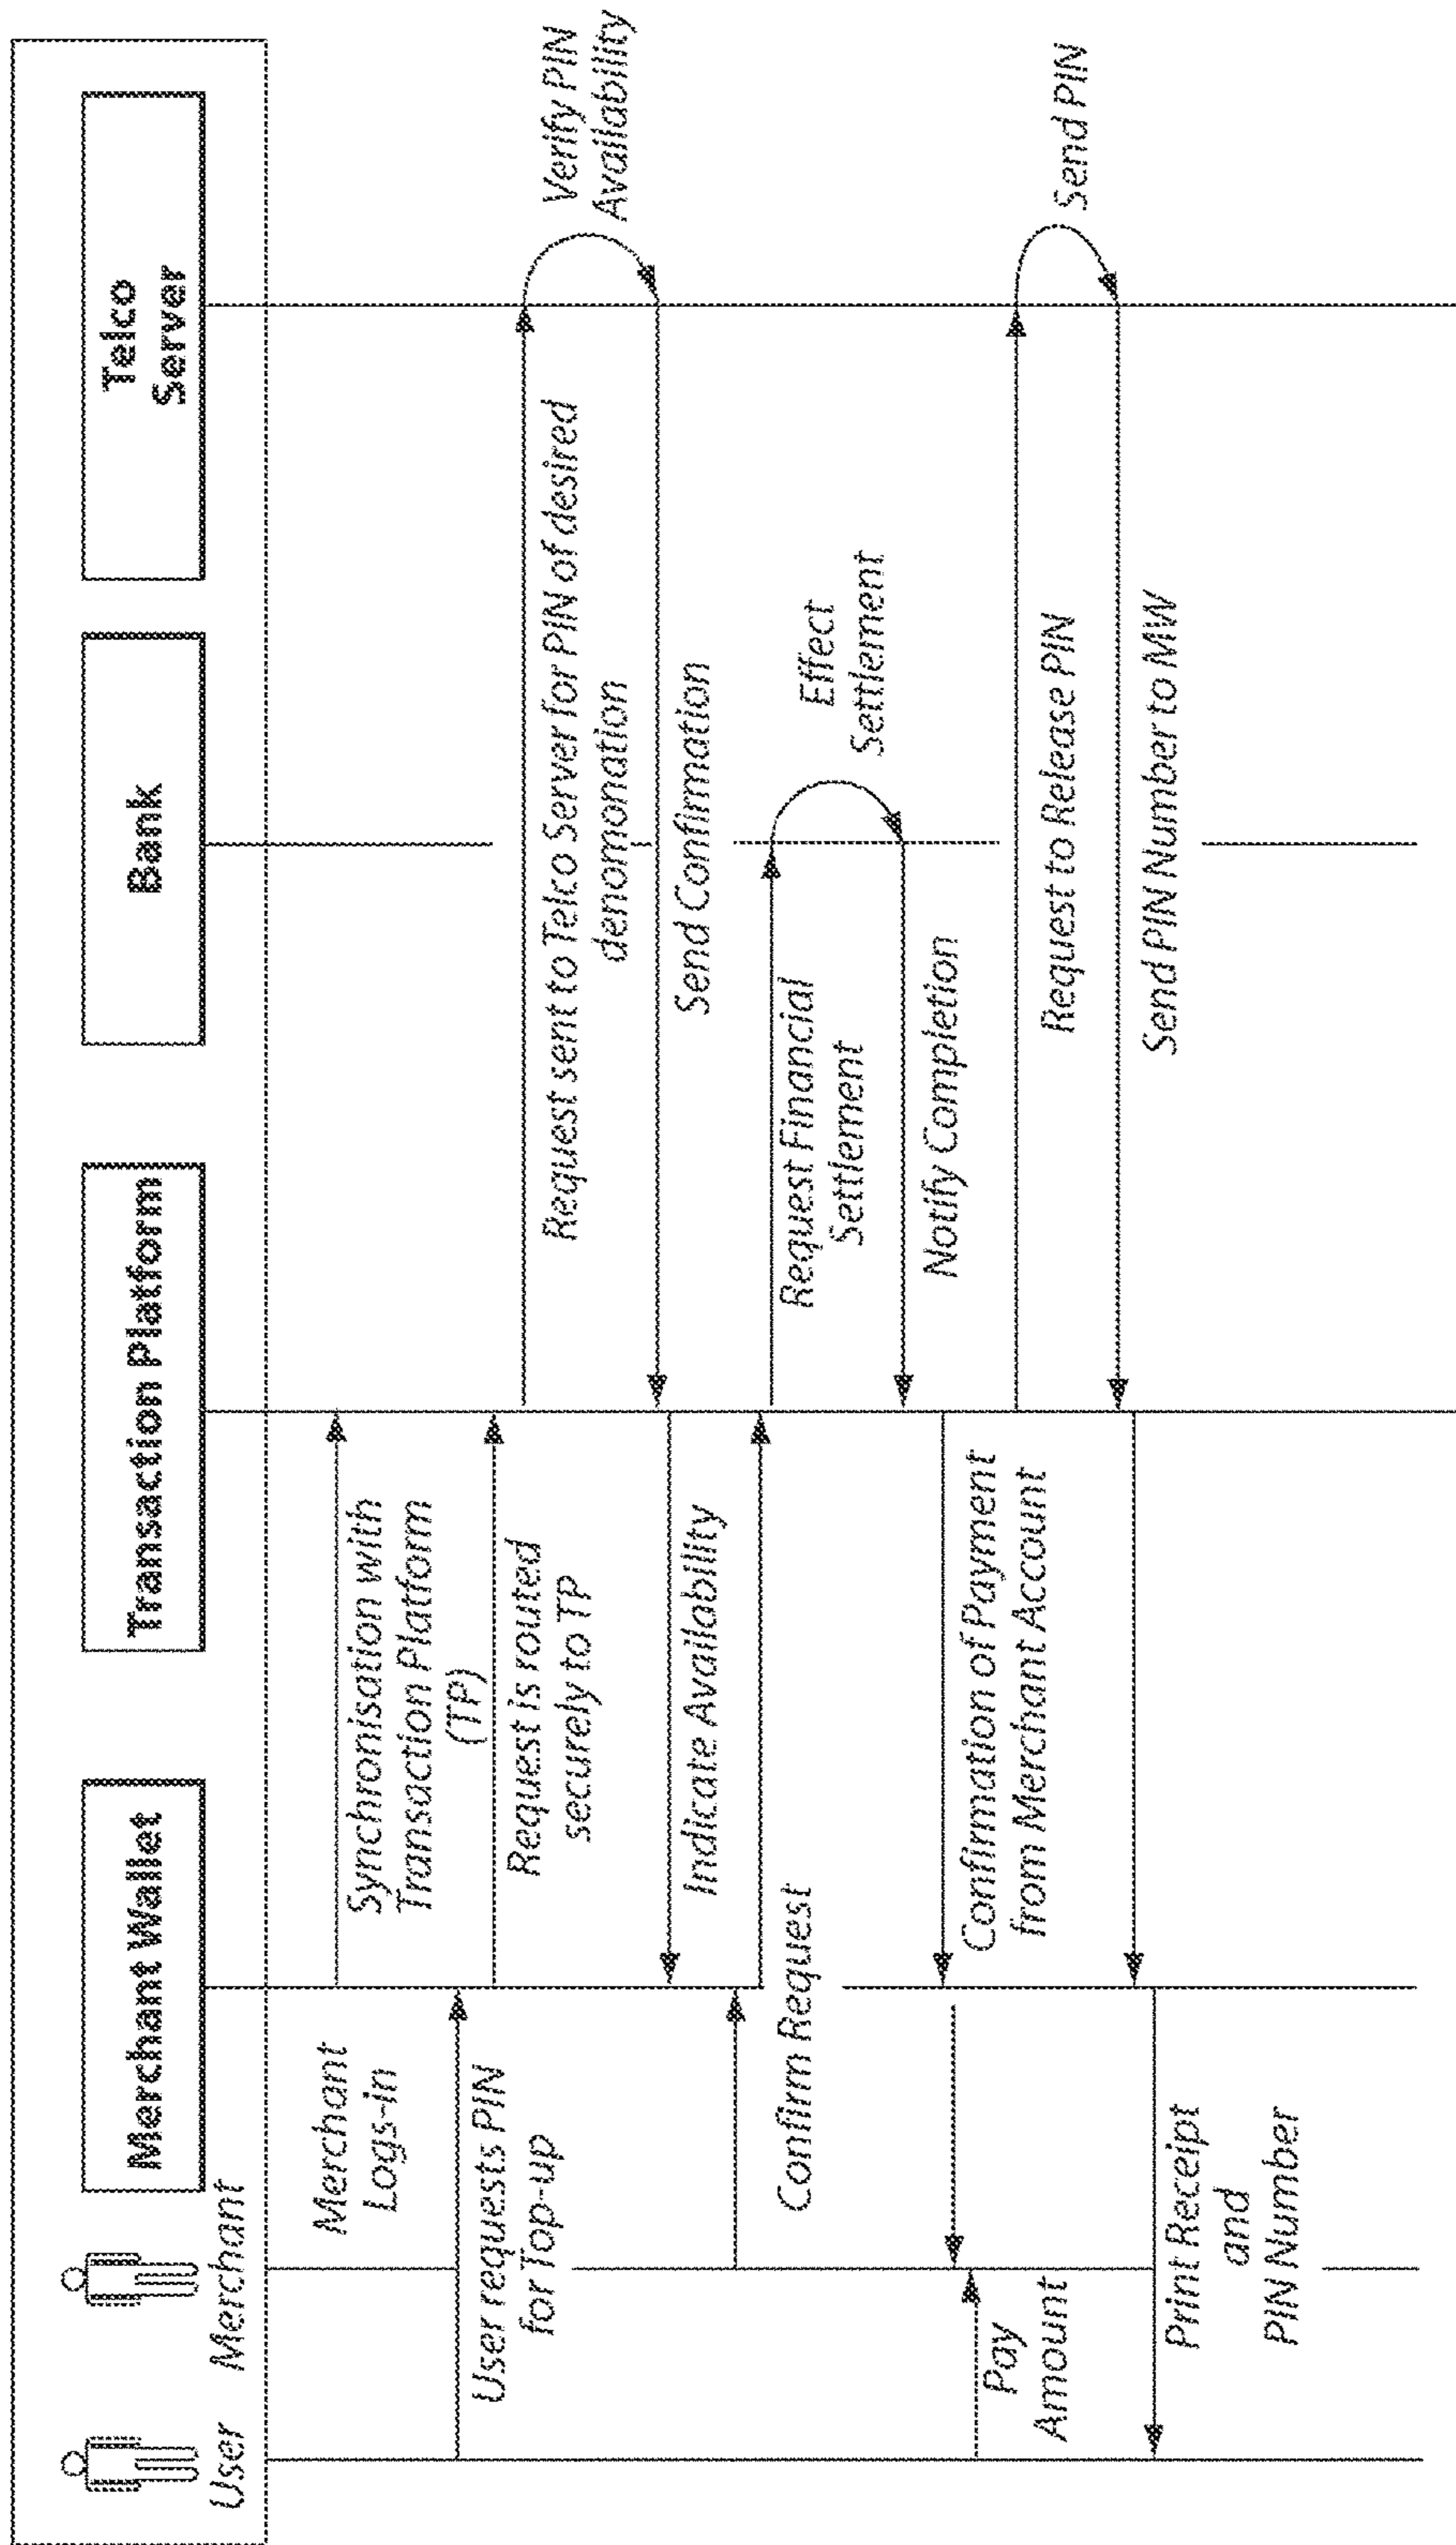 User
Merchant
Merchant Wallet
Transaction Platform
Bank
Telco
Server
Merchant
Logs-in
Synchronisation with
Transaction Platform
(TP)
User requests PIN
for Top-up
Request is routed
securely to TP
Request sent to Telco Server for PIN of desired
denomonation
Verify PIN
Availability
Send Confirmation
Indicate Availability
Confirm Request
Request Financial
Settlement
Effect
Settlement
Notify Completion
Confirmation of Payment
from Merchant Account
Pay
Amount
Request to Release PIN
Send PIN
Send PIN Number to MW
Print Receipt
and
PIN Number